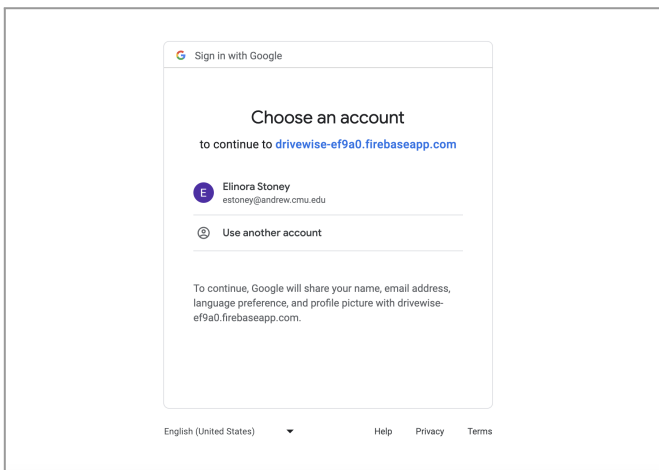 Sign in with Google
Choose an account
to continue to drivewise-ef9a0.firebaseapp.com
E
Elinora Stoney
estoney@andrew.cmu.edu
Use another account
To continue, Google will share your name, email address,
language preference, and profile picture with drivewise-
ef9a0.firebaseapp.com.
English (United States) Help Privacy Terms